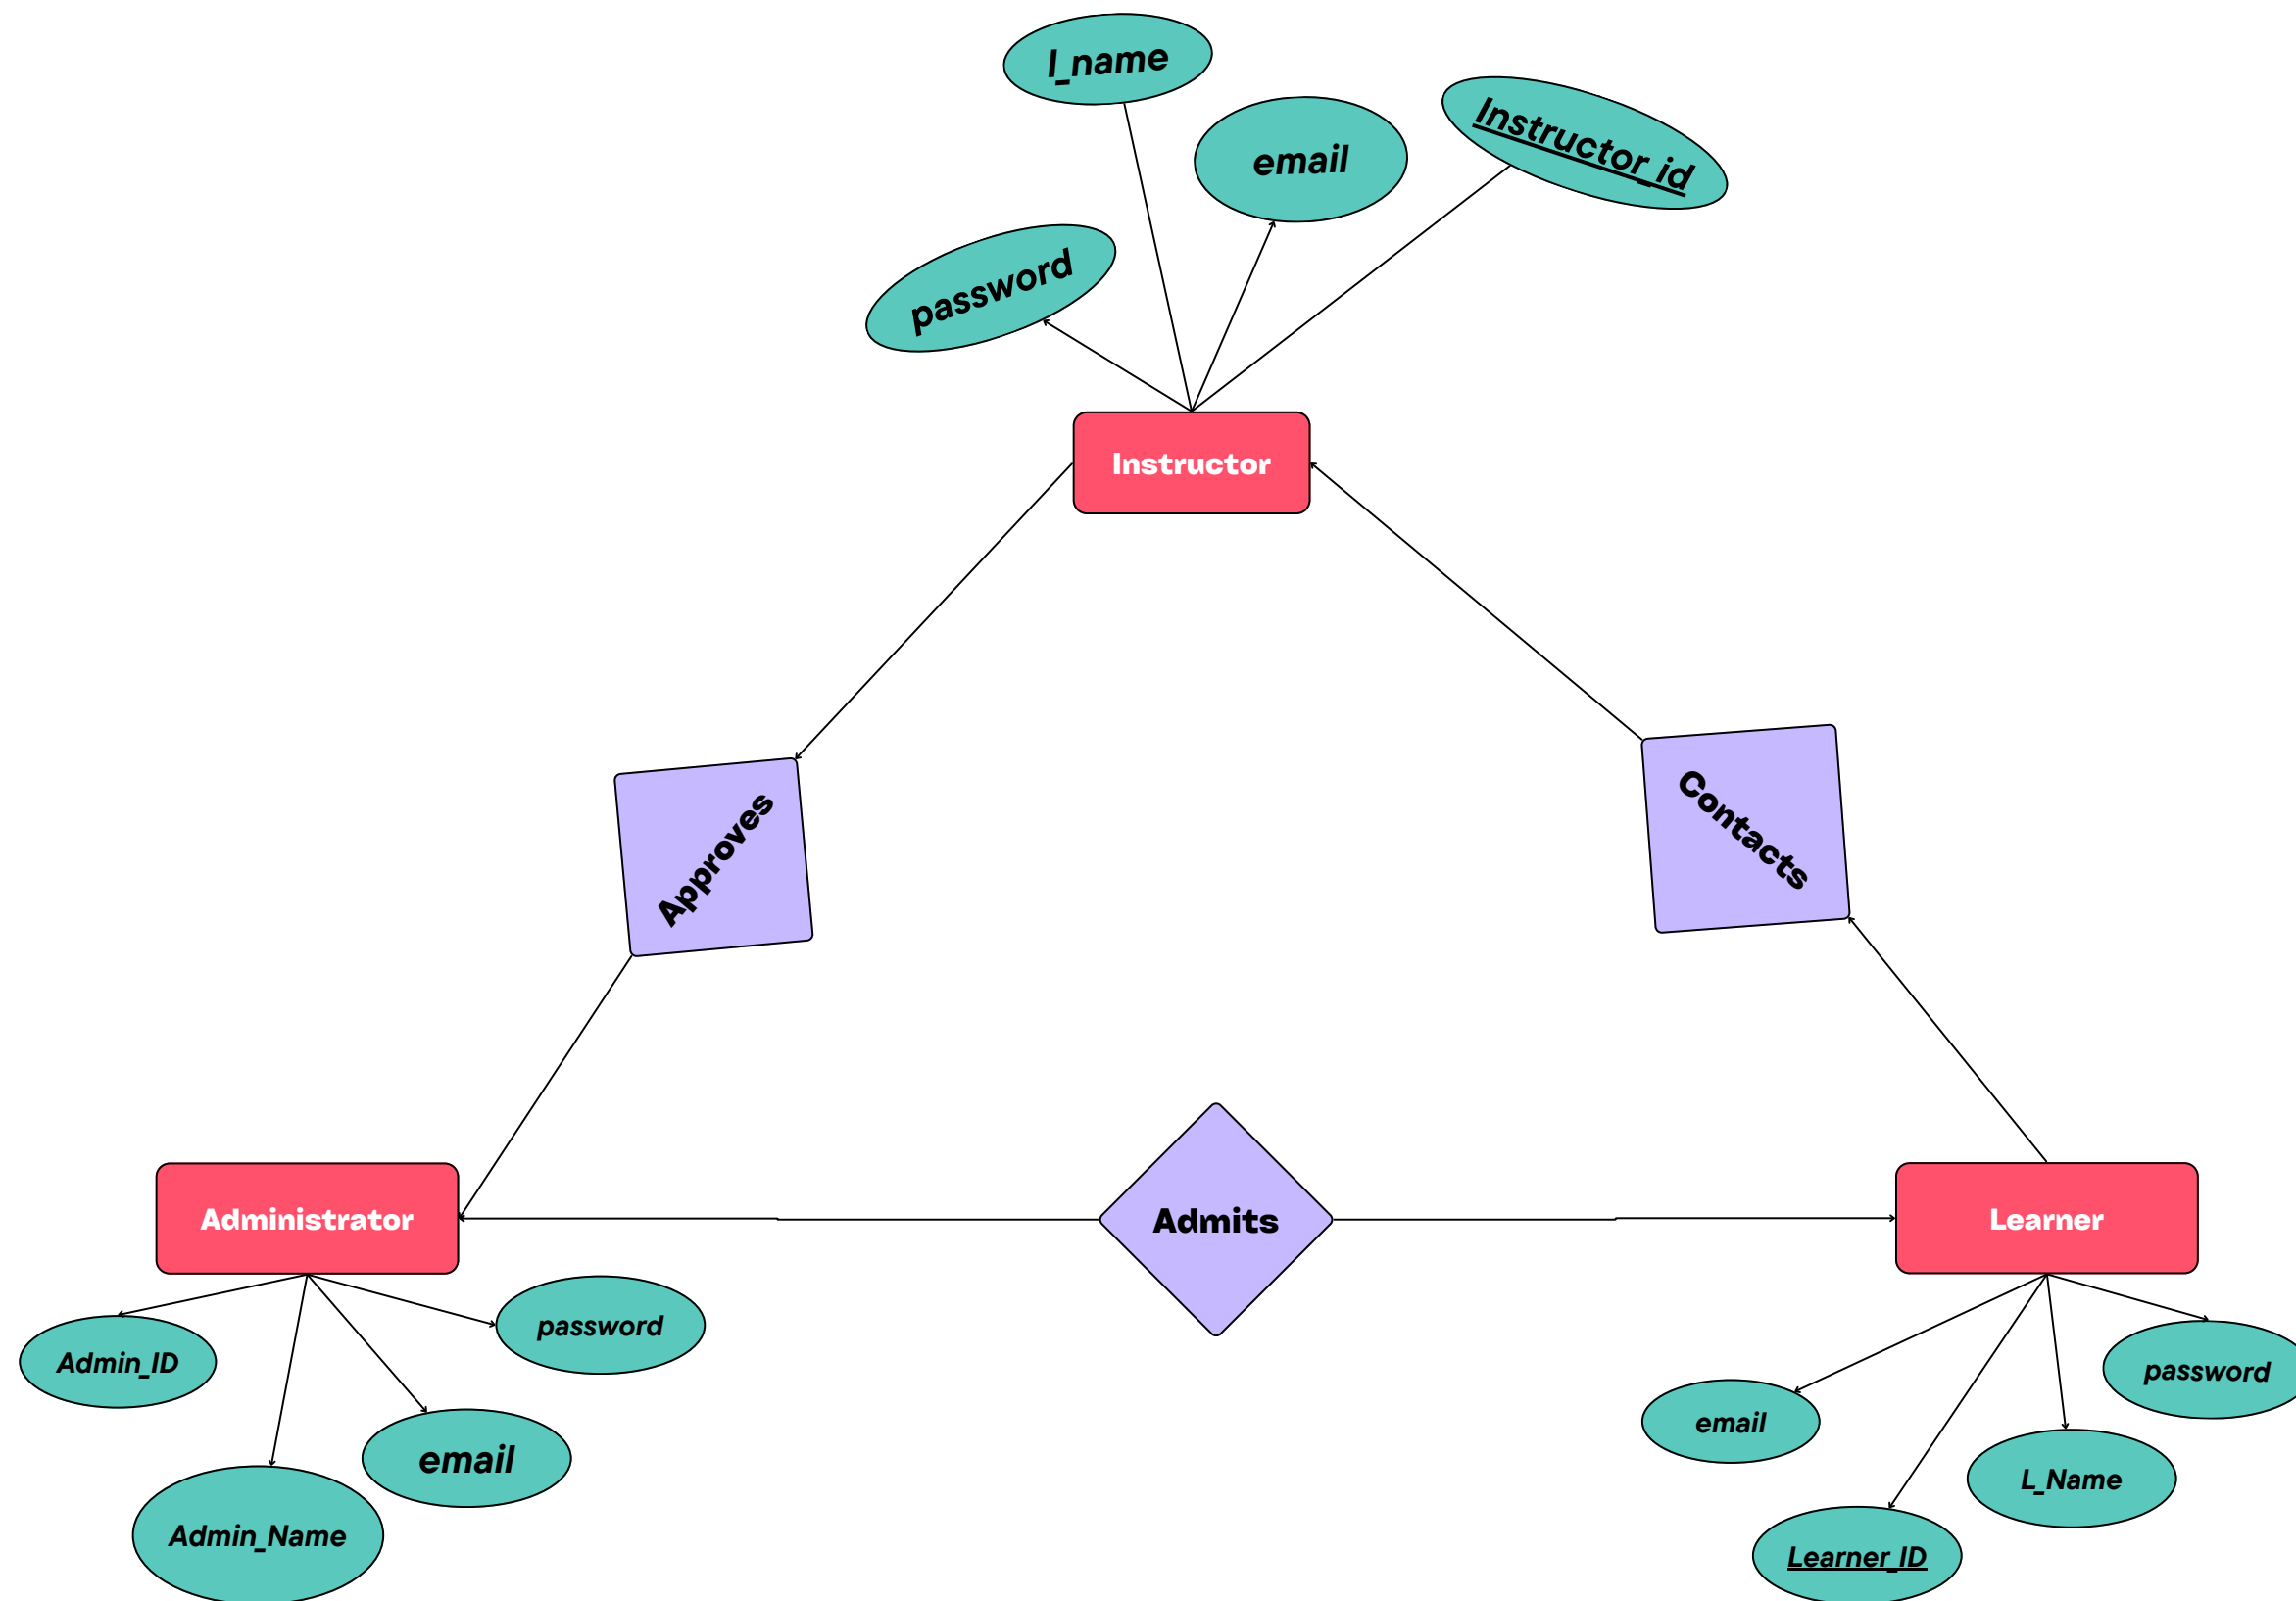 I_name
email
Instructor_id
password
Instructor
Approves
Contacts
Administrator
Admits
Learner
password
Admin_ID
email
Admin_Name
password
email
L_Name
Learner_ID